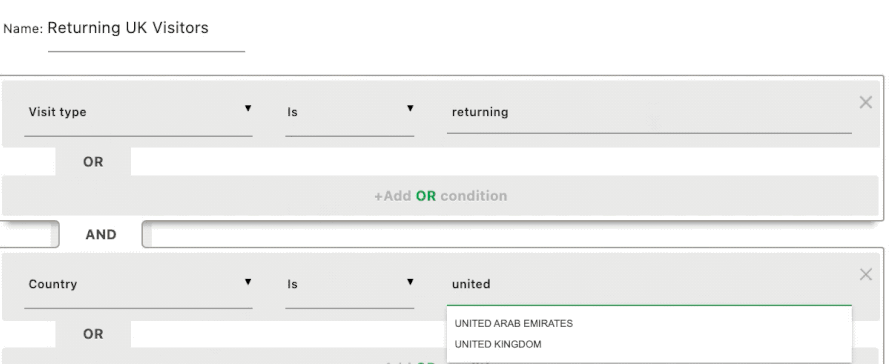 Name: Returning UK Visitors
Visit type ▼ Is ▼ returning ×
OR
+Add OR condition
AND
Country ▼ Is ▼ united ×
UNITED ARAB EMIRATES
OR
UNITED KINGDOM